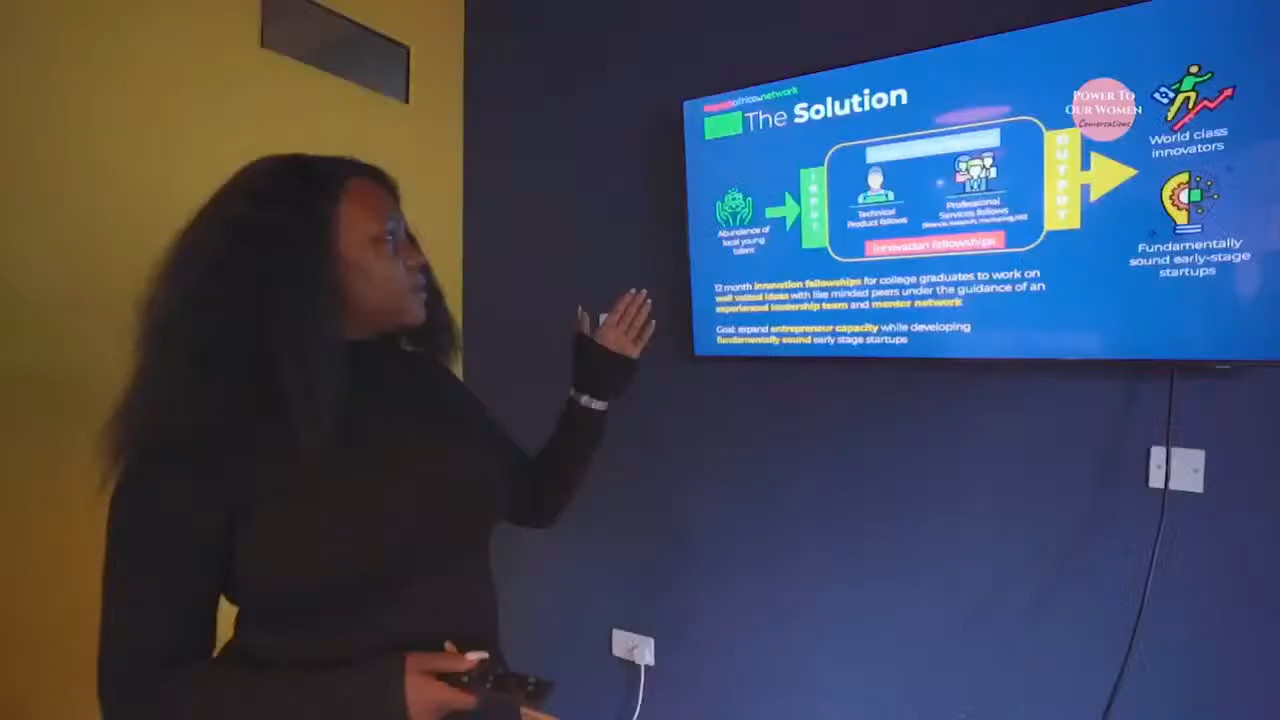 africa.network
The Solution
POWER TO
OUR WOMEN
Conversations
World class
innovators
INPUT
OUTPUT
Abundance of
local young
talent
Technical
Product fellows
Professional
Services fellows
Innovation fellowships
Fundamentally
sound early-stage
startups
12 month innovation fellowships for college graduates to work on
well vetted ideas with like minded peers under the guidance of an
experienced leadership team and mentor network
Goal: expand entrepreneur capacity while developing
fundamentally sound early stage startups